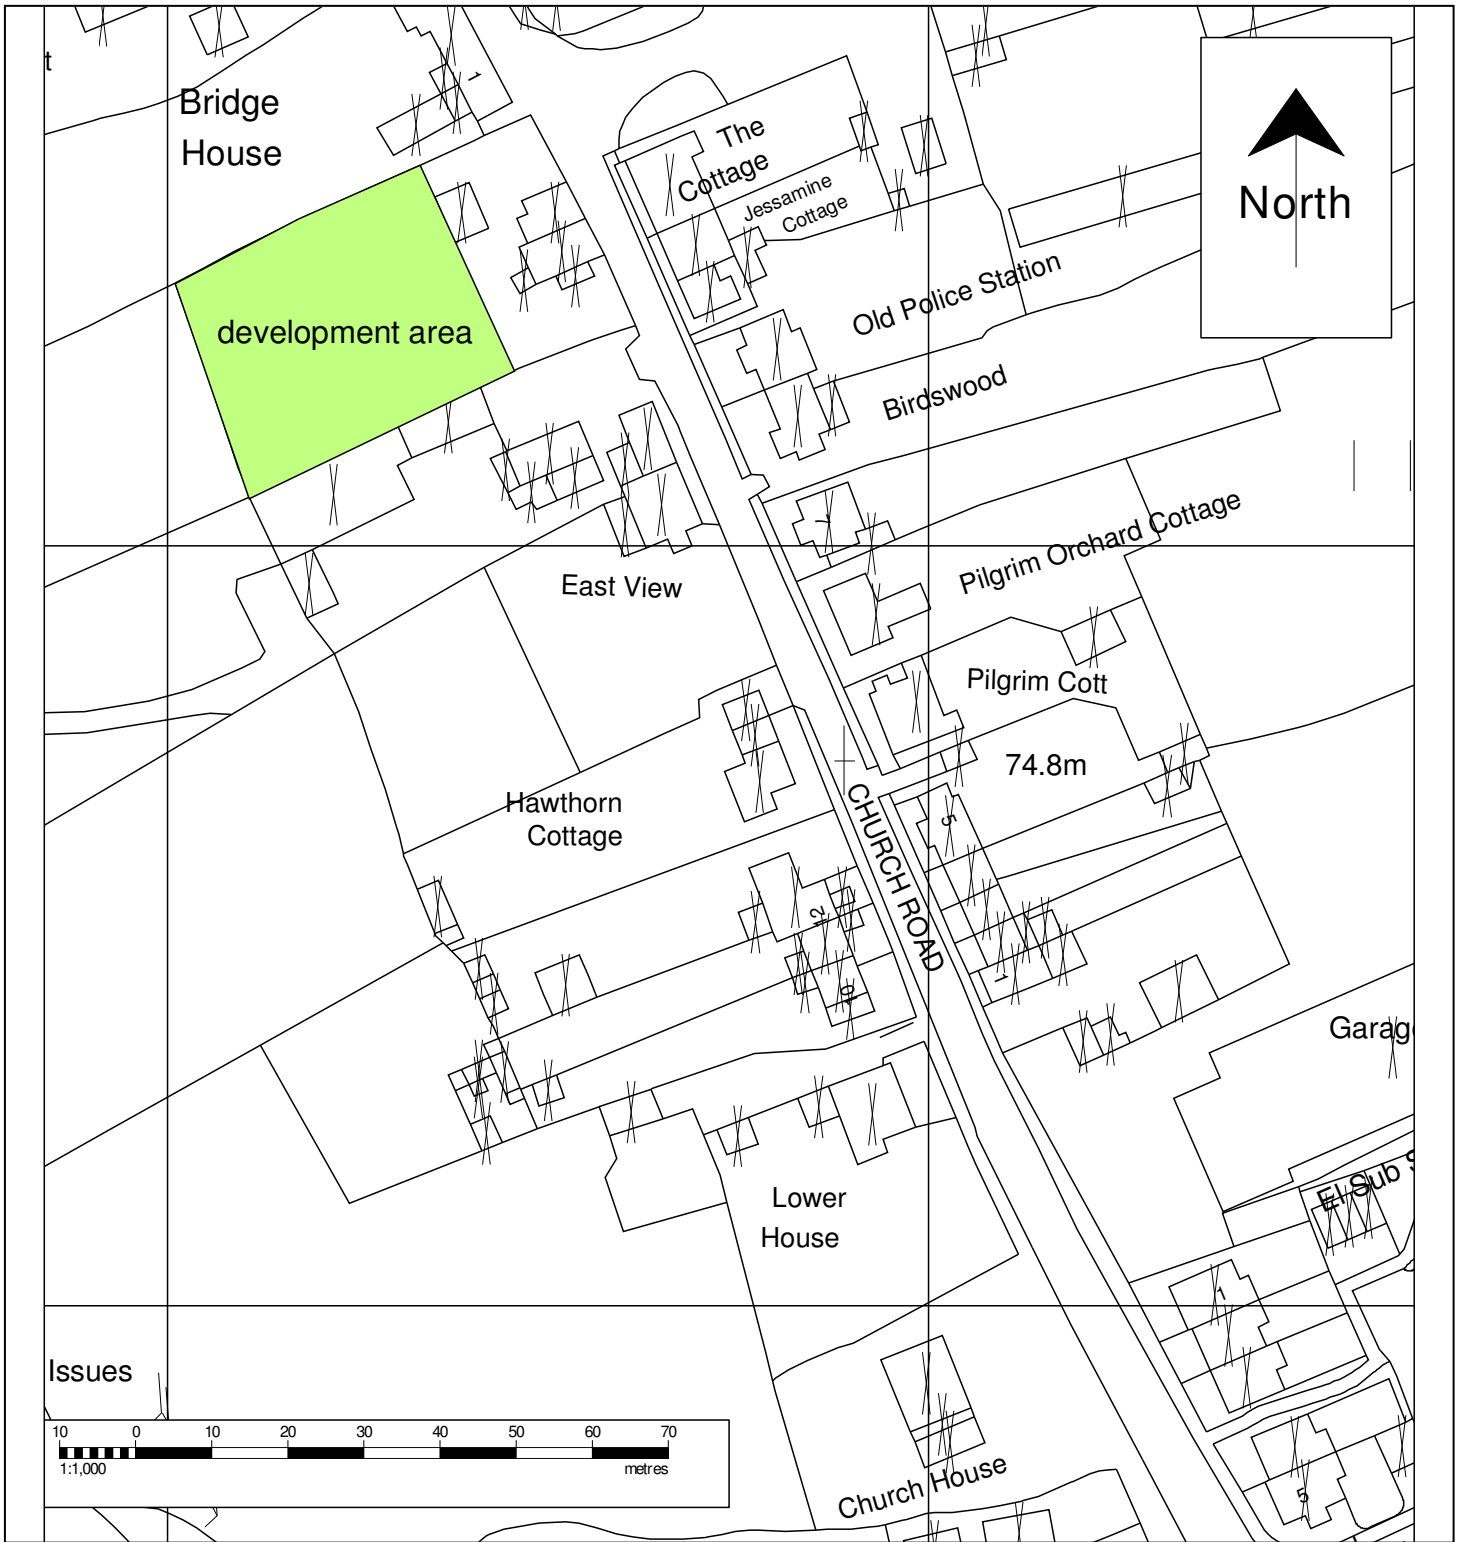 t
Bridge
House
1
The
Cottage
Jessamine
Cottage
North
Old Police Station
development area
Birdswood
7
Pilgrim Orchard Cottage
East View
Pilgrim Cott
74.8m
Hawthorn
Cottage
CHURCH ROAD
5
12
1
10
Garag
El Sub S
Lower
House
1
Issues
10 0 10 20 30 40 50 60 70
1:1,000 metres
Church House
5